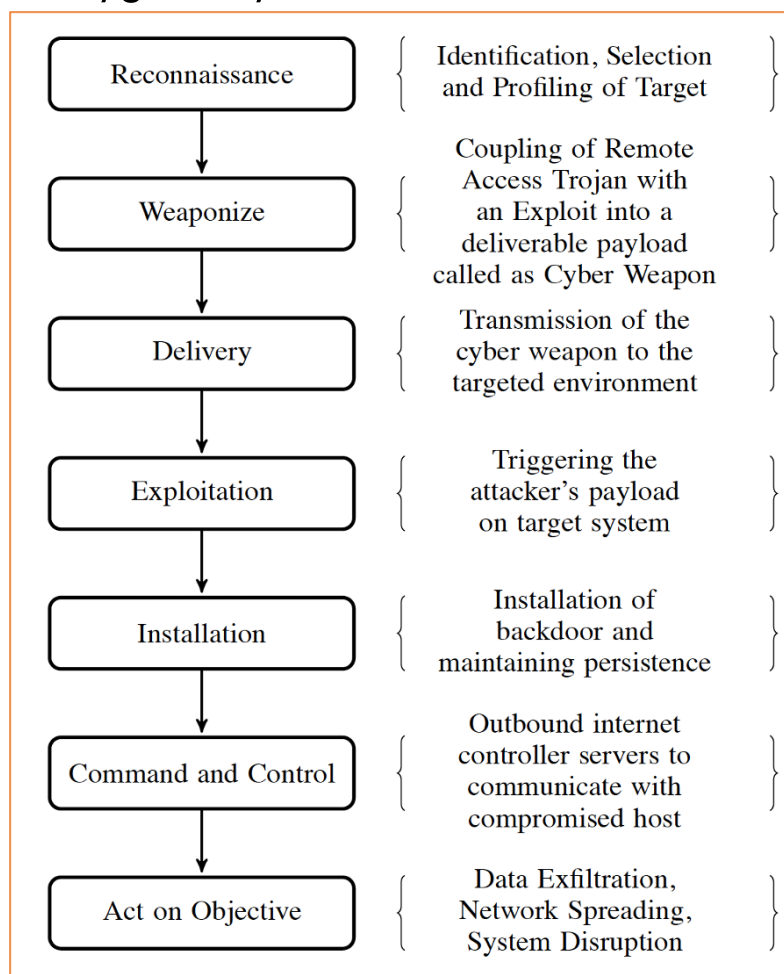 Reconnaissance
Identification, Selection
and Profiling of Target
Weaponize
Coupling of Remote
Access Trojan with
an Exploit into a
deliverable payload
called as Cyber Weapon
Delivery
Transmission of the
cyber weapon to the
targeted environment
Exploitation
Triggering the
attacker's payload
on target system
Installation
Installation of
backdoor and
maintaining persistence
Command and Control
Outbound internet
controller servers to
communicate with
compromised host
Act on Objective
Data Exfiltration,
Network Spreading,
System Disruption